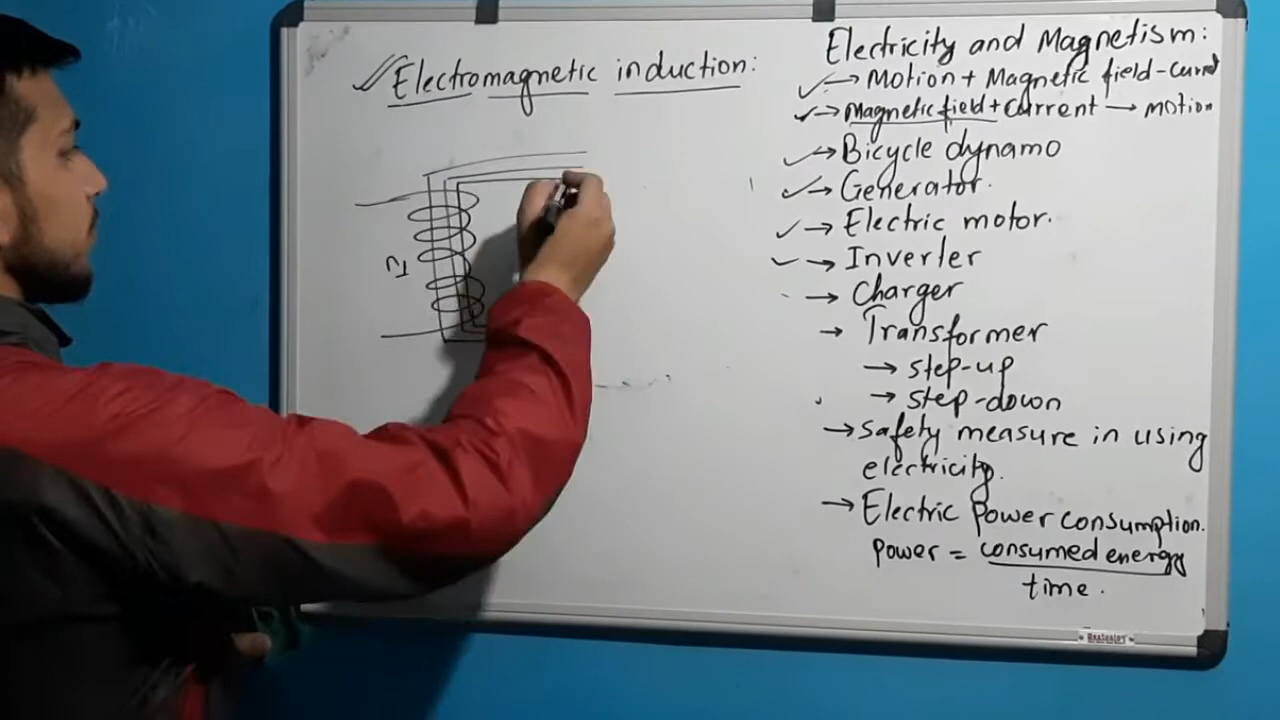 Electromagnetic induction:
Electricity and Magnetism:
✓→ Motion + Magnetic field-current
✓→ Magnetic field + current → motion
✓→ Bicycle dynamo
✓→ Generator.
✓→ Electric motor.
✓→ Inverter
→ Charger
→ Transformer
→ step-up
→ step-down
→ safety measure in using
electricity.
→ Electric power consumption.
Power = consumed energy
time.